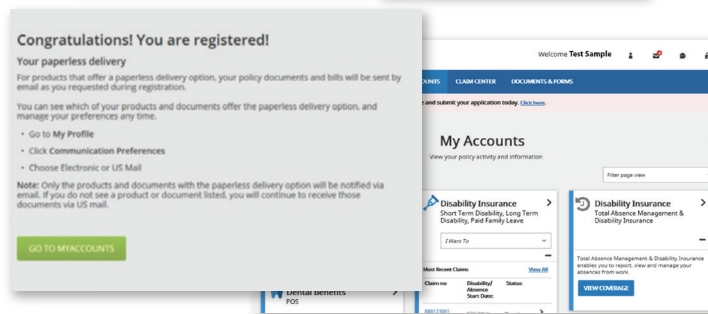 Congratulations! You are registered!
Your paperless delivery
For products that offer a paperless delivery option, your policy documents and bills will be sent by
email as you requested during registration.
You can see which of your products and documents offer the paperless delivery option, and
manage your preferences any time.
• Go to My Profile
• Click Communication Preferences
• Choose Electronic or US Mail
Note: Only the products and documents with the paperless delivery option will be notified via
email. If you do not see a product or document listed, you will continue to receive those
documents via US mail.
GO TO MYACCOUNTS
Welcome Test Sample
OUNTS CLAIM CENTER DOCUMENTS & FORMS
e and submit your application today. Click here.
My Accounts
View your policy activity and information
Filter page view
Disability Insurance
Short Term Disability, Long Term
Disability, Paid Family
Leave
I Want To
Most Recent Claims View All
Claim no Disability/
Absence
Start Date: Status
Disability Insurance
Total Absence Management &
Disability Insurance
Total Absence Management & Disability Insurance
enables you to report, view and manage your
absences from work.
VIEW COVERAGE
Dental Benefits
POS